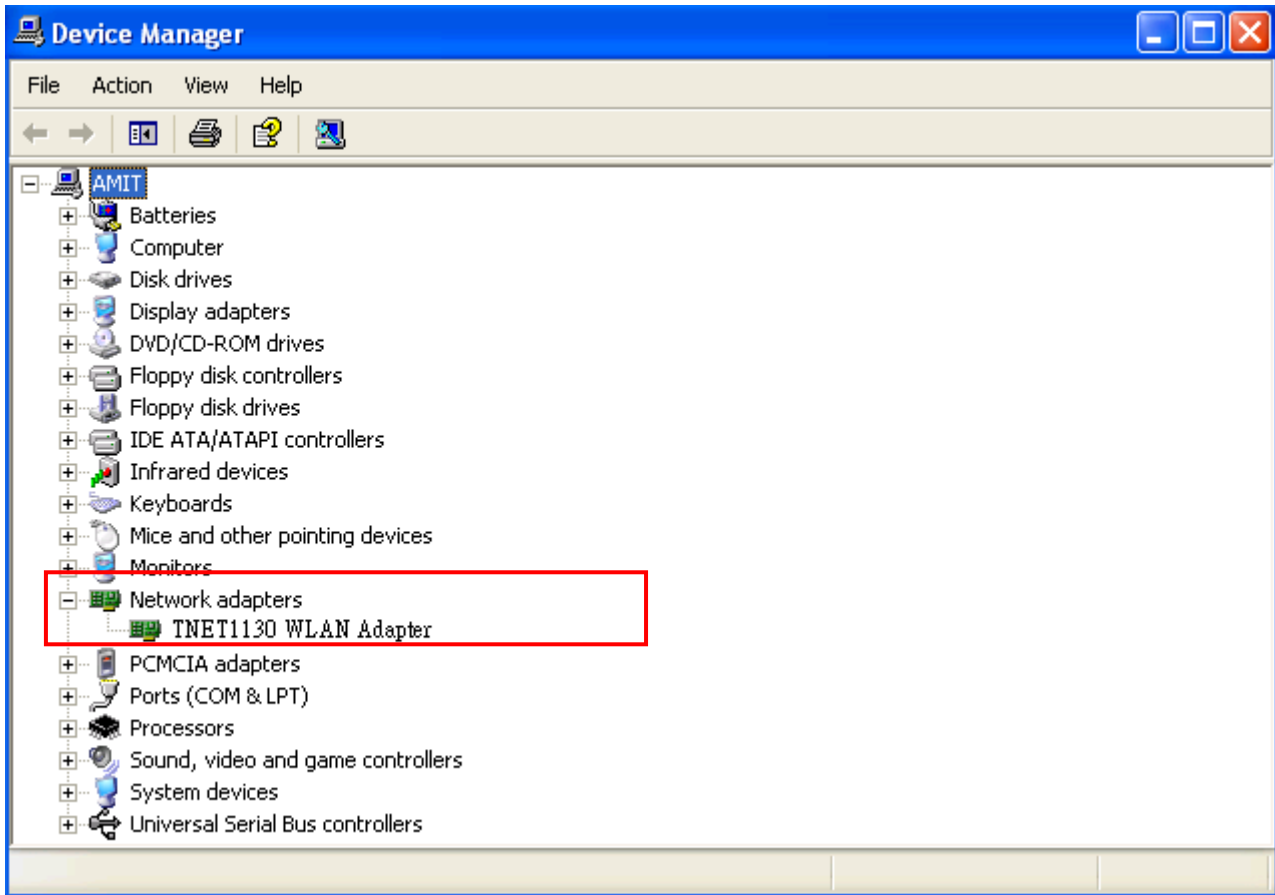 Device Manager
File Action View Help
AMIT
Batteries
Computer
Disk drives
Display adapters
DVD/CD-ROM drives
Floppy disk controllers
Floppy disk drives
IDE ATA/ATAPI controllers
Infrared devices
Keyboards
Mice and other pointing devices
Monitors
Network adapters
TNET1130 WLAN Adapter
PCMCIA adapters
Ports (COM & LPT)
Processors
Sound, video and game controllers
System devices
Universal Serial Bus controllers